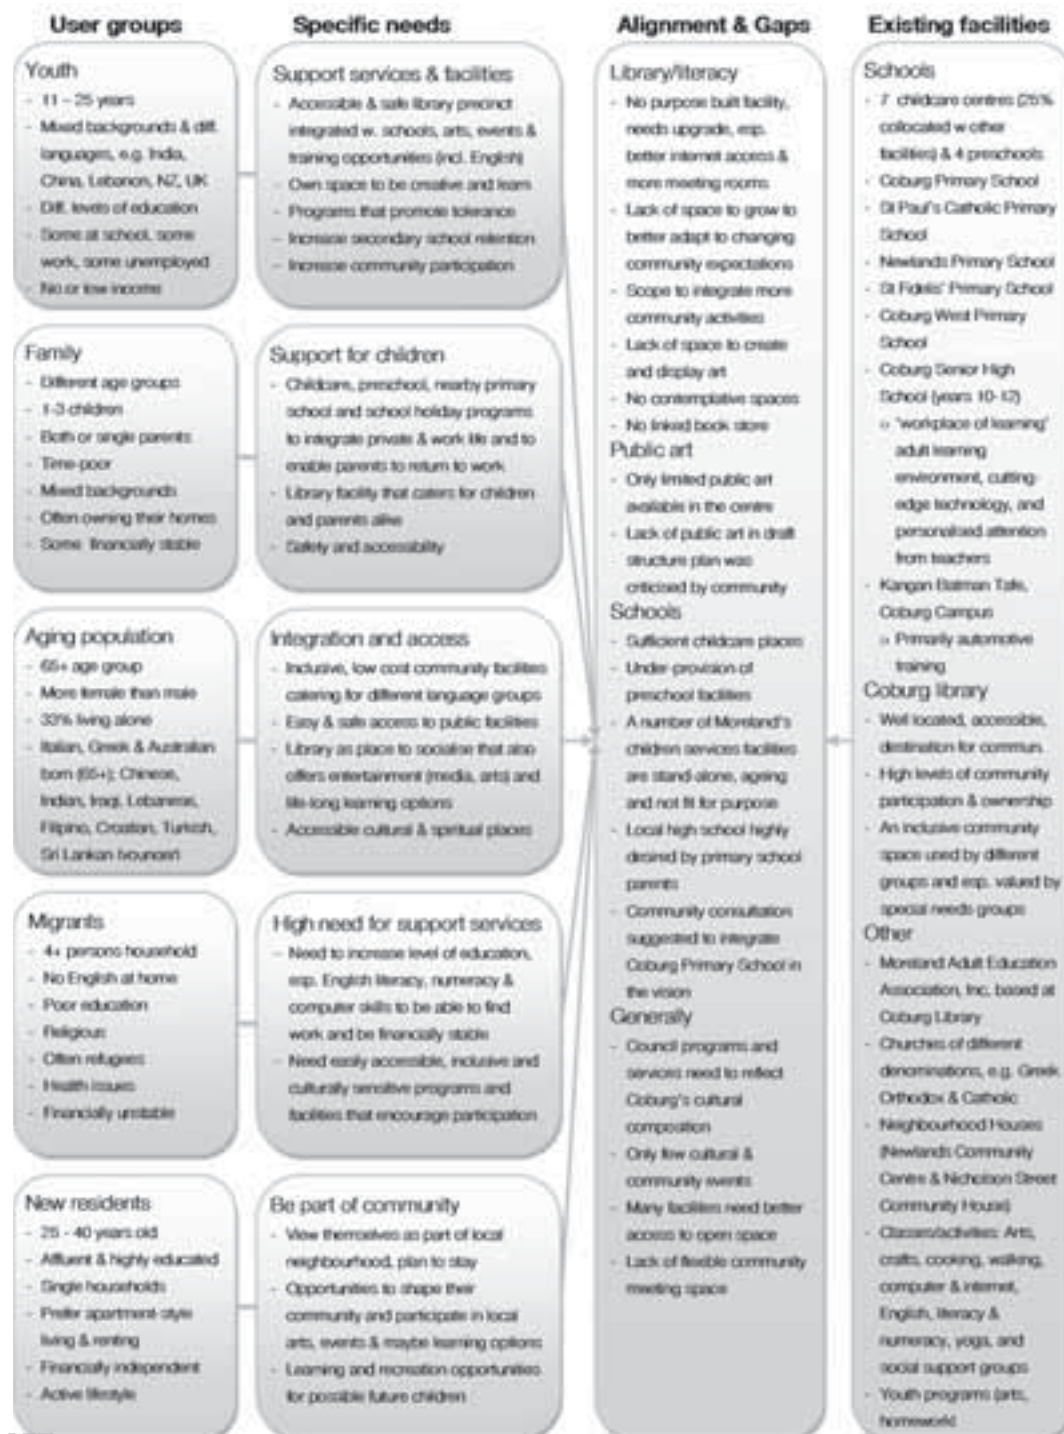 User groups
Specific needs
Alignment & Gaps
Existing facilities
Youth
- 11 – 25 years
- Mixed backgrounds & diff.
languages, e.g. India,
China, Lebanon, NZ, UK
- Diff. levels of education
- Some at school, some
work, some unemployed
- No or low income
Support services & facilities
- Accessible & safe library precinct
integrated w. schools, arts, events &
training opportunities (incl. English)
- Own space to be creative and learn
- Programs that promote tolerance
- Increase secondary school retention
- Increase community participation
Family
- Different age groups
- 1-3 children
- Both or single parents
- Time-poor
- Mixed backgrounds
- Often owning their homes
- Some financially stable
Support for children
- Childcare, preschool, nearby primary
school and school holiday programs
to integrate private & work life and to
enable parents to return to work
- Library facility that caters for children
and parents alive
- Safety and accessibility
Aging population
- 65+ age group
- More female than male
- 33% living alone
- Italian, Greek & Australian
born (65+); Chinese,
Indian, Iraqi, Lebanese,
Filipino, Croatian, Turkish,
Sri Lankan (younger)
Integration and access
- Inclusive, low cost community facilities
catering for different language groups
- Easy & safe access to public facilities
- Library as place to socialise that also
offers entertainment (media, arts) and
life-long learning options
- Accessible cultural & spiritual places
Migrants
- 4+ persons household
- No English at home
- Poor education
- Religious
- Often refugees
- Health issues
- Financially unstable
High need for support services
- Need to increase level of education,
esp. English literacy, numeracy &
computer skills to be able to find
work and be financially stable
- Need easily accessible, inclusive and
culturally sensitive programs and
facilities that encourage participation
New residents
- 25 - 40 years old
- Affluent & highly educated
- Single households
- Prefer apartment-style
living & renting
- Financially independent
- Active lifestyle
Be part of community
- View themselves as part of local
neighbourhood, plan to stay
- Opportunities to shape their
community and participate in local
arts, events & maybe learning options
- Learning and recreation opportunities
for possible future children
Library/literacy
- No purpose built facility,
needs upgrade, esp.
better internet access &
more meeting rooms
- Lack of space to grow to
better adapt to changing
community expectations
- Scope to integrate more
community activities
- Lack of space to create
and display art
- No contemplative spaces
- No linked book store
Public art
- Only limited public art
available in the centre
- Lack of public art in draft
structure plan was
criticised by community
Schools
- Sufficient childcare places
- Under-provision of
preschool facilities
- A number of Moreland's
children services facilities
are stand-alone, ageing
and not fit for purpose
- Local high school highly
desired by primary school
parents
- Community consultation
suggested to integrate
Coburg Primary School in
the vision
Generally
- Council programs and
services need to reflect
Coburg's cultural
composition
- Only few cultural &
community events
- Many facilities need better
access to open space
- Lack of flexible community
meeting space
Schools
- 7 childcare centres (25%
collocated w other
facilities) & 4 preschools
- Coburg Primary School
- St Paul's Catholic Primary
School
- Newlands Primary School
- St Fidelis' Primary School
- Coburg West Primary
School
- Coburg Senior High
School (years 10-12)
o 'workplace of learning'
adult learning
environment, cutting-
edge technology, and
personalised attention
from teachers
- Kangan Batman Tafe,
Coburg Campus
o Primarily automotive
training
Coburg library
- Well located, accessible,
destination for commun.
- High levels of community
participation & ownership
- An inclusive community
space used by different
groups and esp. valued by
special needs groups
Other
- Moreland Adult Education
Association, Inc. based at
Coburg Library
- Churches of different
denominations, e.g. Greek
Orthodox & Catholic
- Neighbourhood Houses
(Newlands Community
Centre & Nicholson Street
Community House)
- Classes/activities: Arts,
crafts, cooking, walking,
computer & internet,
English, literacy &
numeracy, yoga, and
social support groups
- Youth programs (arts,
homework